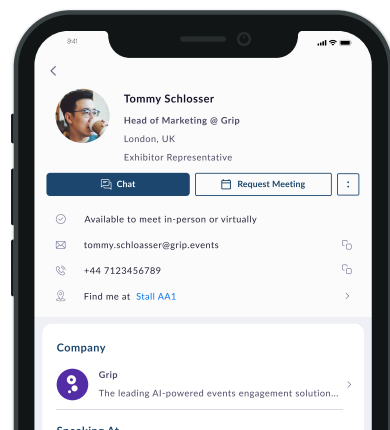 9:41
Tommy Schlosser
Head of Marketing @ Grip
London, UK
Exhibitor Representative
Chat
Request Meeting
Available to meet in-person or virtually
tommy.schloasser@grip.events
+44 7123456789
Find me at Stall AA1
Company
Grip
The leading AI-powered events engagement solution...
Speaking At